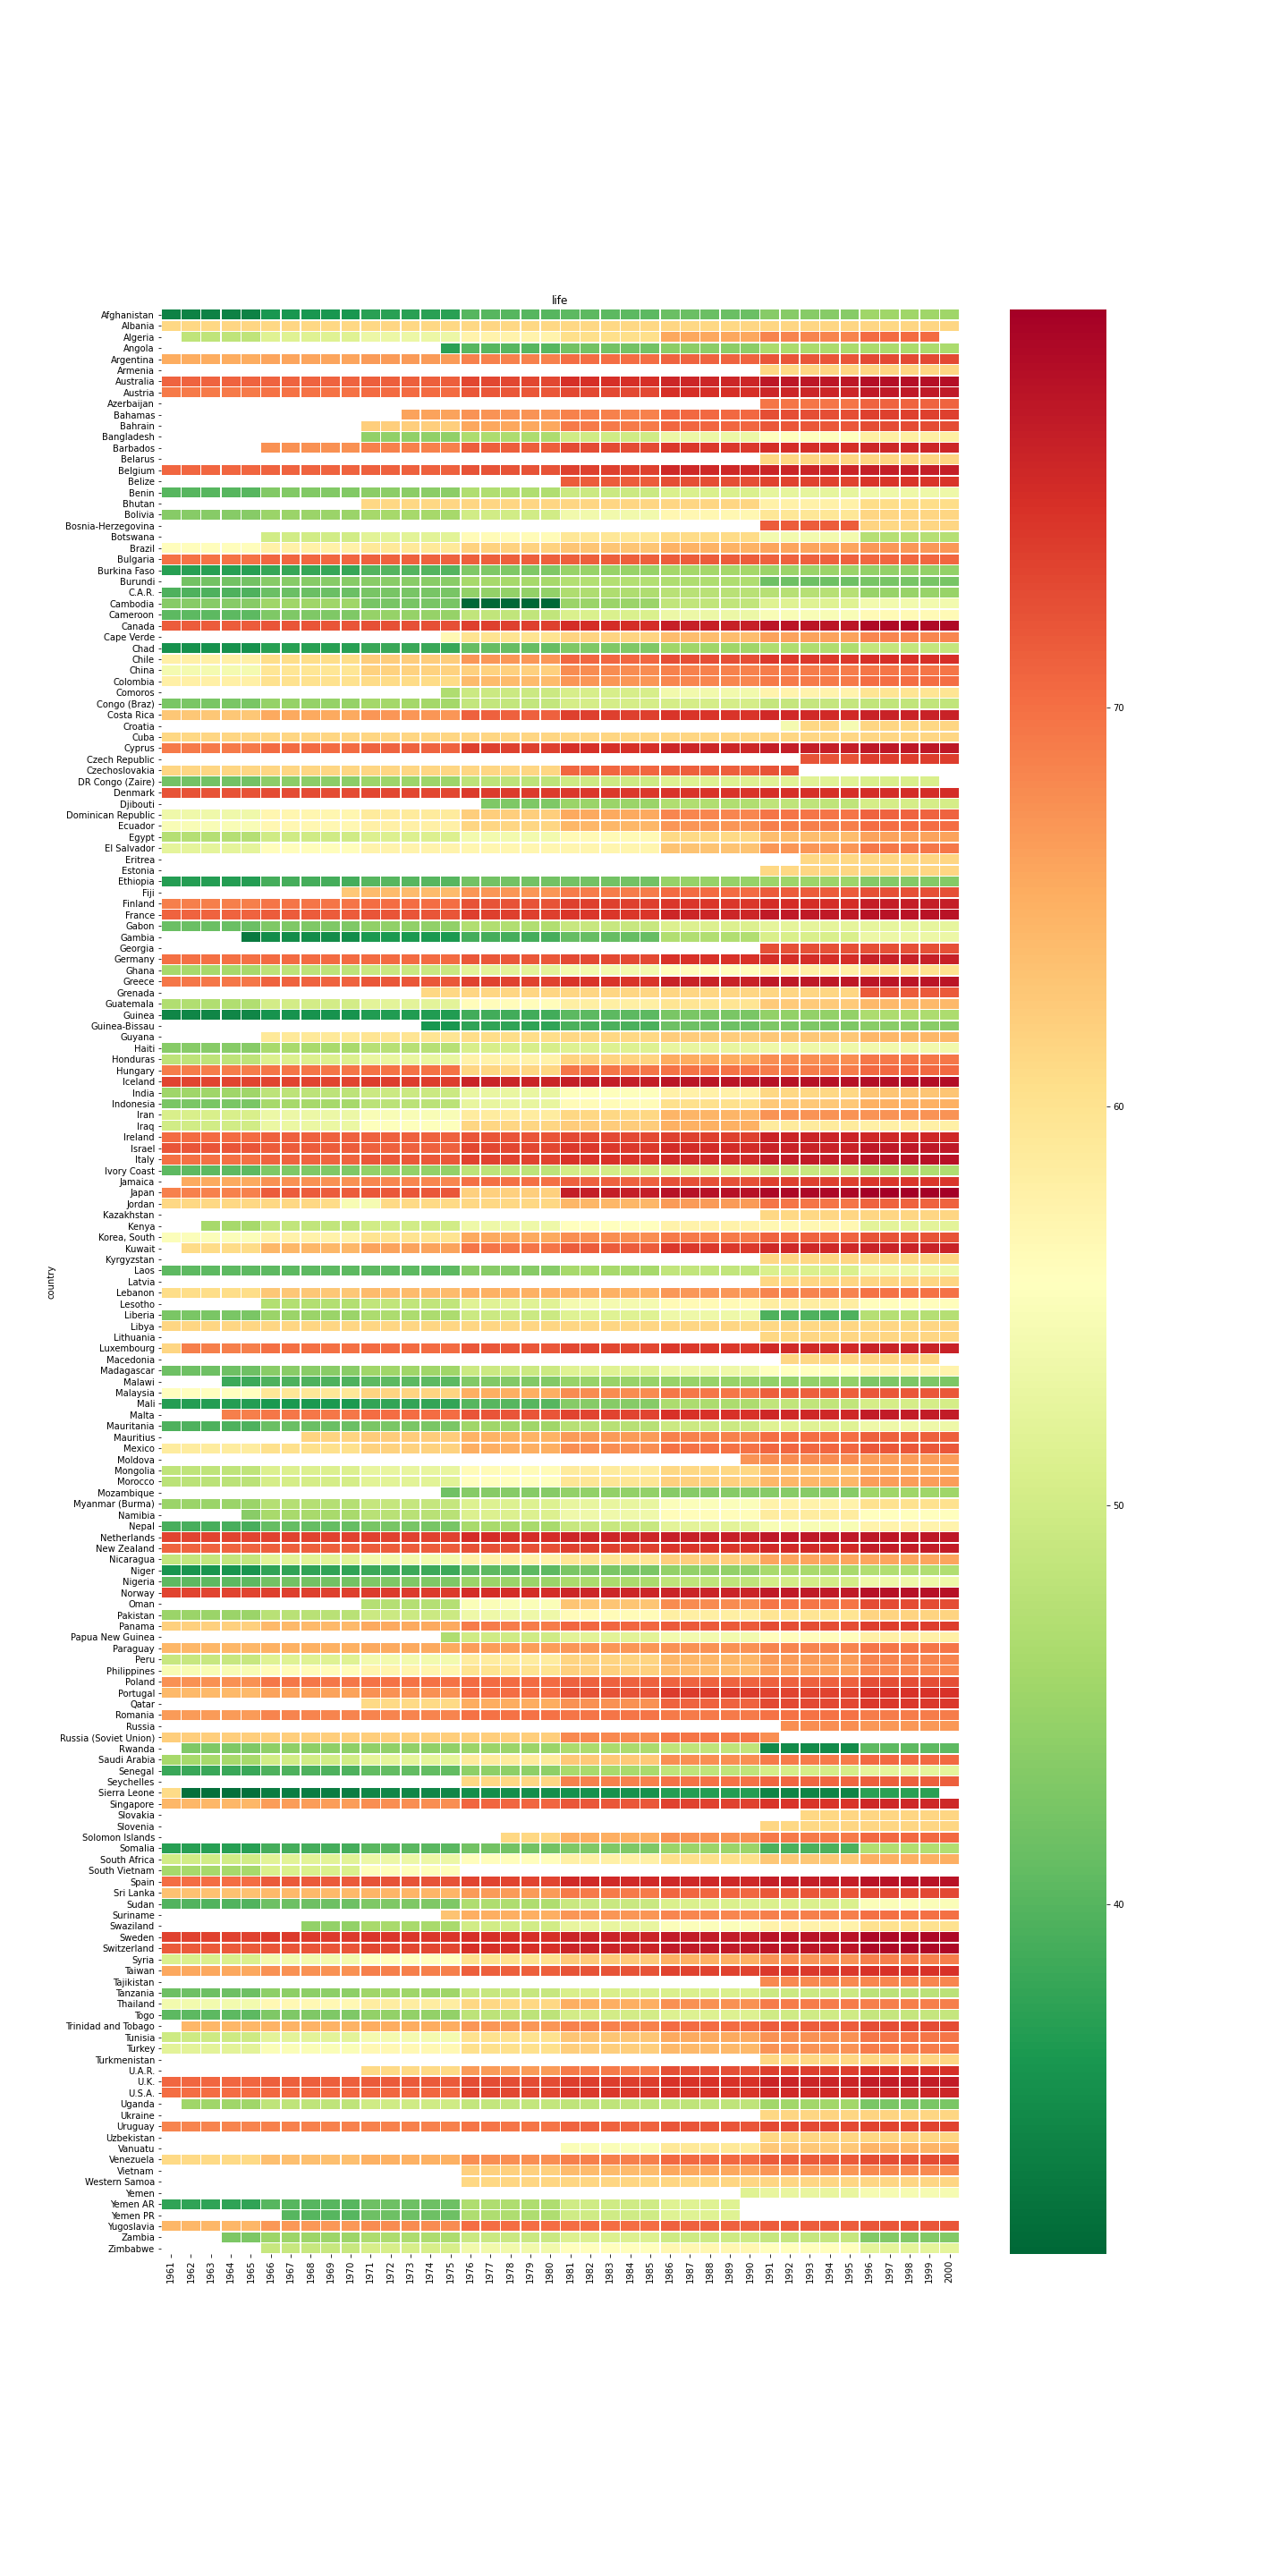 life
Afghanistan
Albania
Algeria
Angola
Argentina
Armenia
Australia
Austria
Azerbaijan
Bahamas
Bahrain
Bangladesh
Barbados
Belarus
Belgium
Belize
Benin
Bhutan
Bolivia
Bosnia-Herzegovina
Botswana
Brazil
Bulgaria
Burkina Faso
Burundi
C.A.R.
Cambodia
Cameroon
Canada
Cape Verde
Chad
Chile
China
Colombia
Comoros
Congo (Braz)
Costa Rica
Croatia
Cuba
Cyprus
Czech Republic
Czechoslovakia
DR Congo (Zaire)
Denmark
Djibouti
Dominican Republic
Ecuador
Egypt
El Salvador
Eritrea
Estonia
Ethiopia
Fiji
Finland
France
Gabon
Gambia
Georgia
Germany
Ghana
Greece
Grenada
Guatemala
Guinea
Guinea-Bissau
Guyana
Haiti
Honduras
Hungary
Iceland
India
Indonesia
Iran
Iraq
Ireland
Israel
Italy
Ivory Coast
Jamaica
Japan
Jordan
Kazakhstan
Kenya
Korea, South
Kuwait
Kyrgyzstan
Laos
Latvia
Lebanon
Lesotho
Liberia
Libya
Lithuania
Luxembourg
Macedonia
Madagascar
Malawi
Malaysia
Mali
Malta
Mauritania
Mauritius
Mexico
Moldova
Mongolia
Morocco
Mozambique
Myanmar (Burma)
Namibia
Nepal
Netherlands
New Zealand
Nicaragua
Niger
Nigeria
Norway
Oman
Pakistan
Panama
Papua New Guinea
Paraguay
Peru
Philippines
Poland
Portugal
Qatar
Romania
Russia
Russia (Soviet Union)
Rwanda
Saudi Arabia
Senegal
Seychelles
Sierra Leone
Singapore
Slovakia
Slovenia
Solomon Islands
Somalia
South Africa
South Vietnam
Spain
Sri Lanka
Sudan
Suriname
Swaziland
Sweden
Switzerland
Syria
Taiwan
Tajikistan
Tanzania
Thailand
Togo
Trinidad and Tobago
Tunisia
Turkey
Turkmenistan
U.A.R.
U.K.
U.S.A.
Uganda
Ukraine
Uruguay
Uzbekistan
Vanuatu
Venezuela
Vietnam
Western Samoa
Yemen
Yemen AR
Yemen PR
Yugoslavia
Zambia
Zimbabwe
country
1961 1962 1963 1964 1965 1966 1967 1968 1969 1970 1971 1972 1973 1974 1975 1976 1977 1978 1979 1980 1981 1982 1983 1984 1985 1986 1987 1988 1989 1990 1991 1992 1993 1994 1995 1996 1997 1998 1999 2000
70
60
50
40